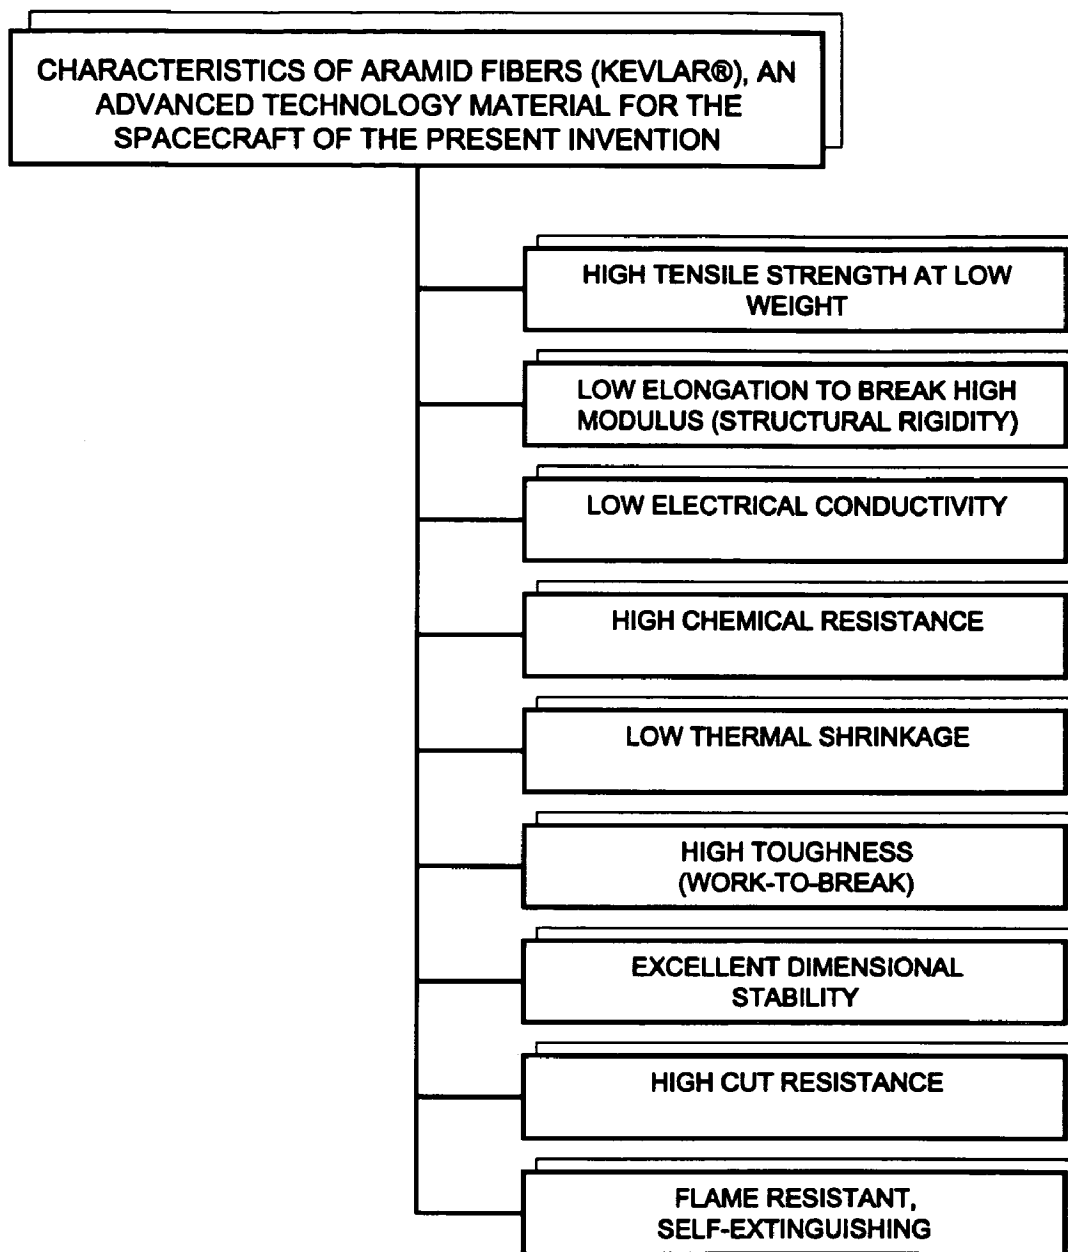 CHARACTERISTICS OF ARAMID FIBERS (KEVLAR®), AN
ADVANCED TECHNOLOGY MATERIAL FOR THE
SPACECRAFT OF THE PRESENT INVENTION
HIGH TENSILE STRENGTH AT LOW
WEIGHT
LOW ELONGATION TO BREAK HIGH
MODULUS (STRUCTURAL RIGIDITY)
LOW ELECTRICAL CONDUCTIVITY
HIGH CHEMICAL RESISTANCE
LOW THERMAL SHRINKAGE
HIGH TOUGHNESS
(WORK-TO-BREAK)
EXCELLENT DIMENSIONAL
STABILITY
HIGH CUT RESISTANCE
FLAME RESISTANT,
SELF-EXTINGUISHING